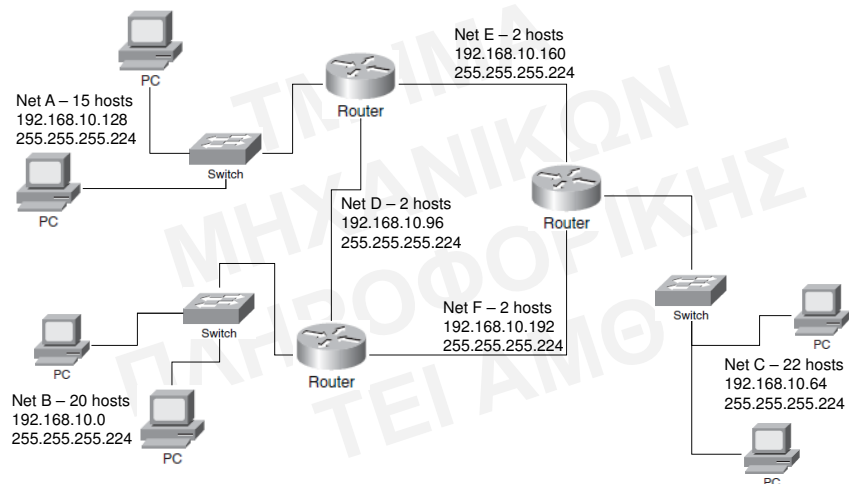 PC
Net A – 15 hosts
192.168.10.128
255.255.255.224
PC
Switch
Router
Net E – 2 hosts
192.168.10.160
255.255.255.224
Router
Net D – 2 hosts
192.168.10.96
255.255.255.224
PC
Switch
Net B – 20 hosts
192.168.10.0
255.255.255.224
PC
Router
Net F – 2 hosts
192.168.10.192
255.255.255.224
Switch
PC
Net C – 22 hosts
192.168.10.64
255.255.255.224
PC
ΤΜΗΜΑ
ΜΗΧΑΝΙΚΩΝ
ΠΛΗΡΟΦΟΡΙΚΗΣ
ΤΕΙ ΑΜΘ